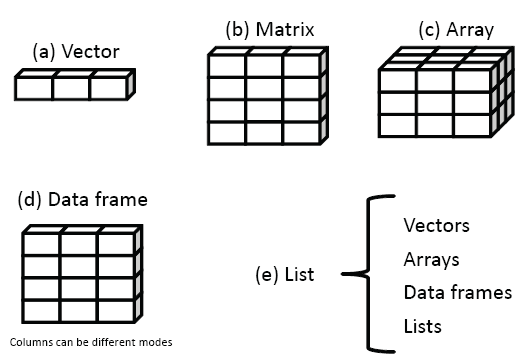 (a) Vector
(b) Matrix
(c) Array
(d) Data frame
Columns can be different modes
(e) List
Vectors
Arrays
Data frames
Lists